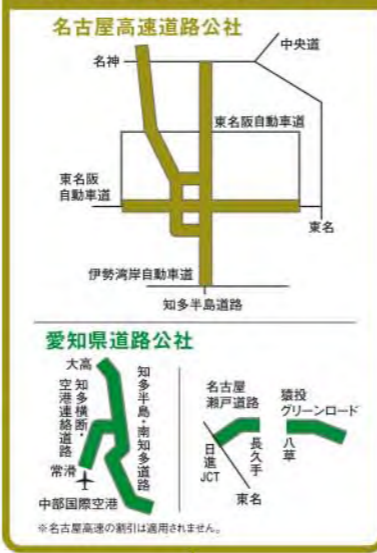 名古屋高速道路公社
中央道
名神
東名阪自動車道
東名阪
自動車道
東名
伊勢湾岸自動車道
知多半島道路
愛知県道路公社
大高
知多横断・
空港連絡道路
知多半島・南知多道路
常滑
中部国際空港
名古屋
瀬戸道路
日進
JCT
長久手
東名
猿投
グリーンロード
八草
※名古屋高速の割引は適用されません。